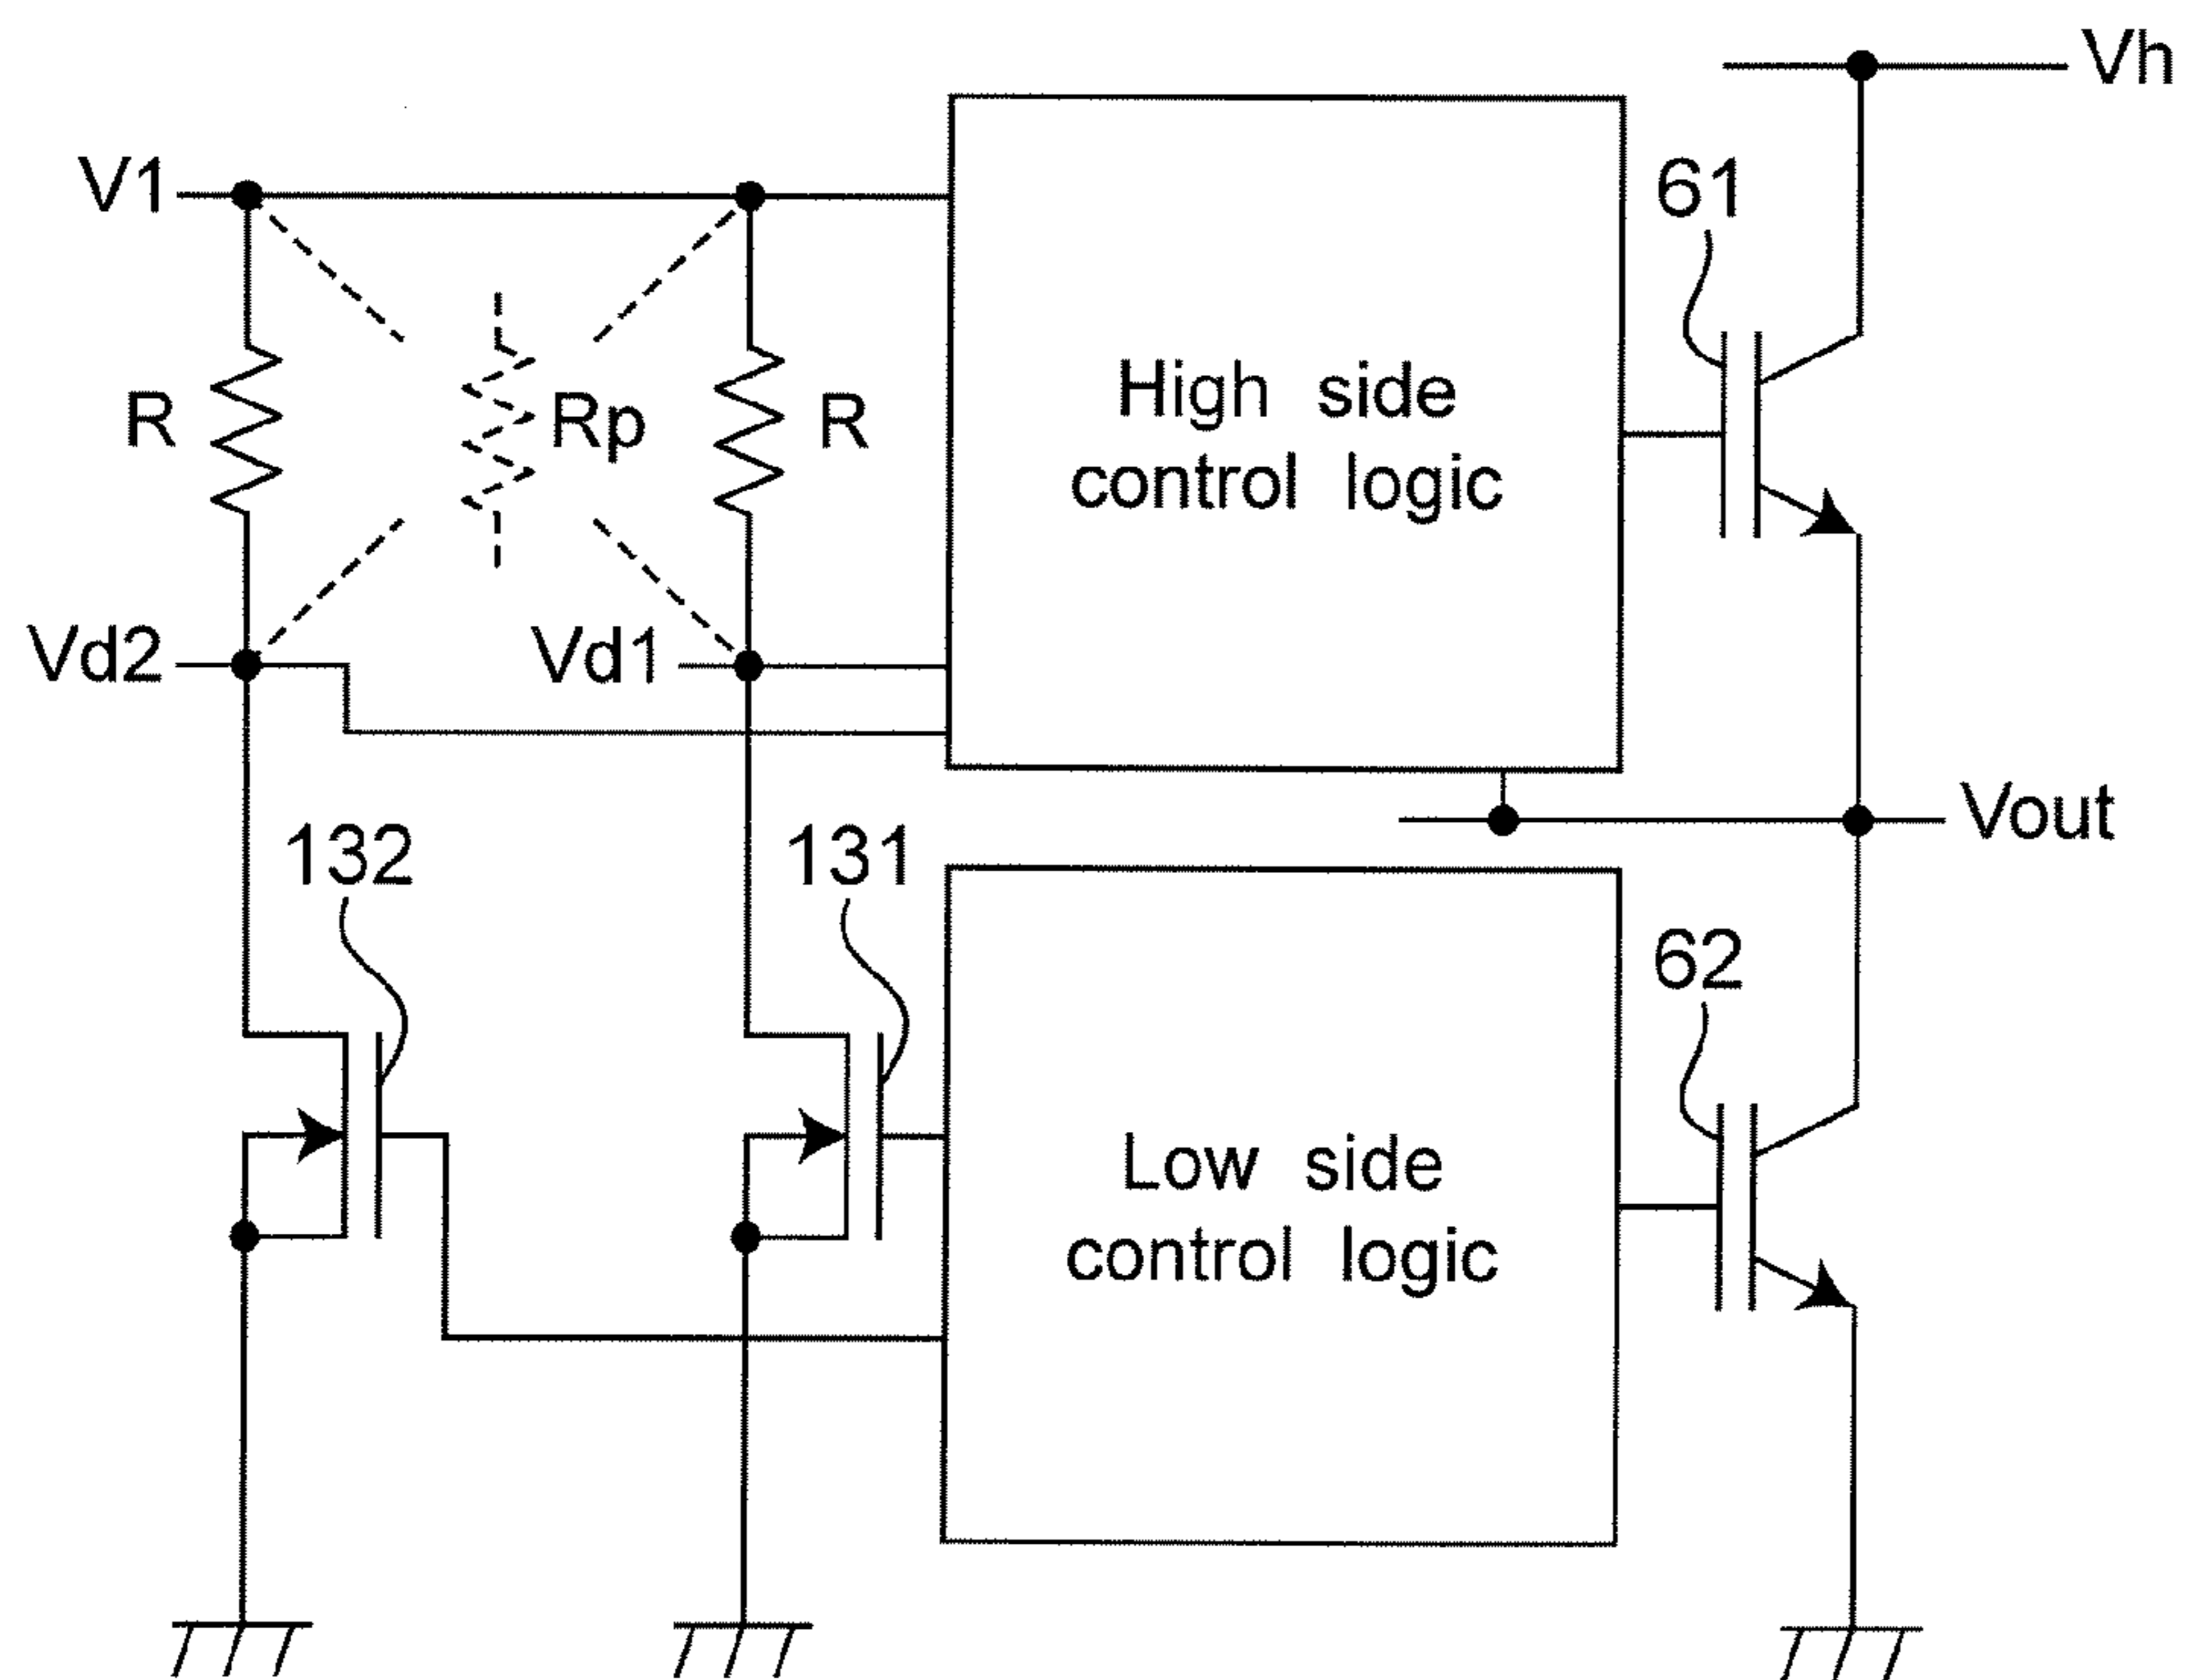 Vh
V1
61
R
Rp
R
High side
control logic
Vd2
Vd1
Vout
132
131
62
Low side
control logic